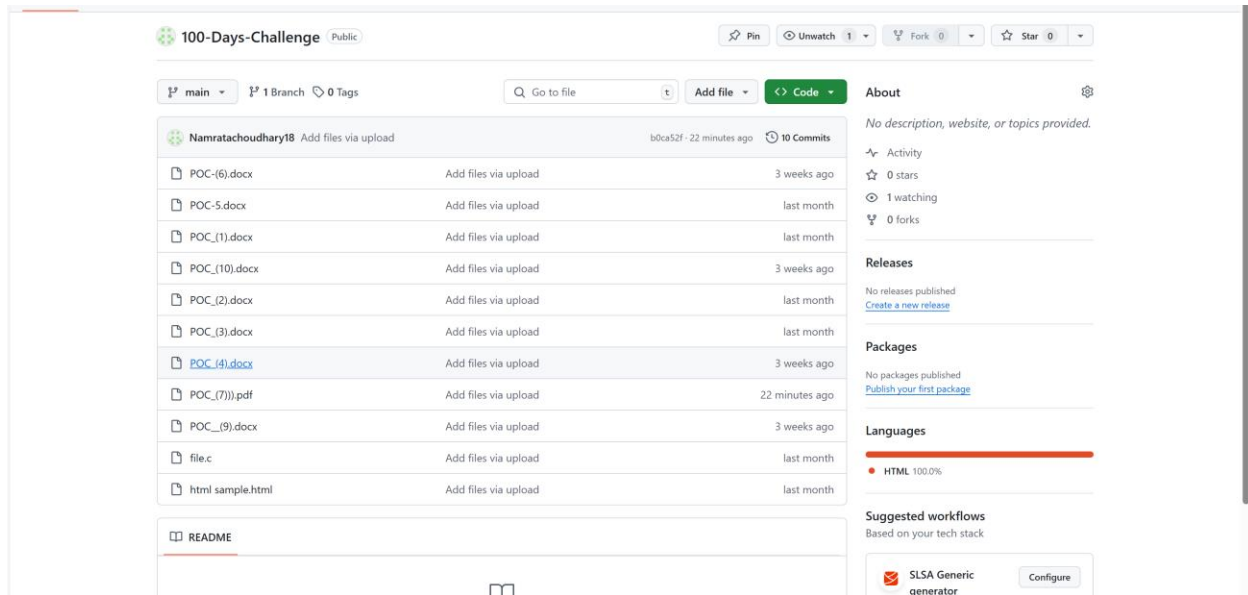 100-Days-Challenge Public
Pin Unwatch 1 Fork 0 Star 0
main 1 Branch 0 Tags Go to file t Add file <> Code
Namratachoudhary18 Add files via upload b0ca52f · 22 minutes ago 10 Commits
POC-(6).docx Add files via upload 3 weeks ago
POC-5.docx Add files via upload last month
POC_(1).docx Add files via upload last month
POC_(10).docx Add files via upload 3 weeks ago
POC_(2).docx Add files via upload last month
POC_(3).docx Add files via upload last month
POC_(4).docx Add files via upload 3 weeks ago
POC_(7))).pdf Add files via upload 22 minutes ago
POC__(9).docx Add files via upload 3 weeks ago
file.c Add files via upload last month
html sample.html Add files via upload last month
README
About
No description, website, or topics provided.
Activity
0 stars
1 watching
0 forks
Releases
No releases published
Create a new release
Packages
No packages published
Publish your first package
Languages
HTML 100.0%
Suggested workflows
Based on your tech stack
SLSA Generic
generator
Configure